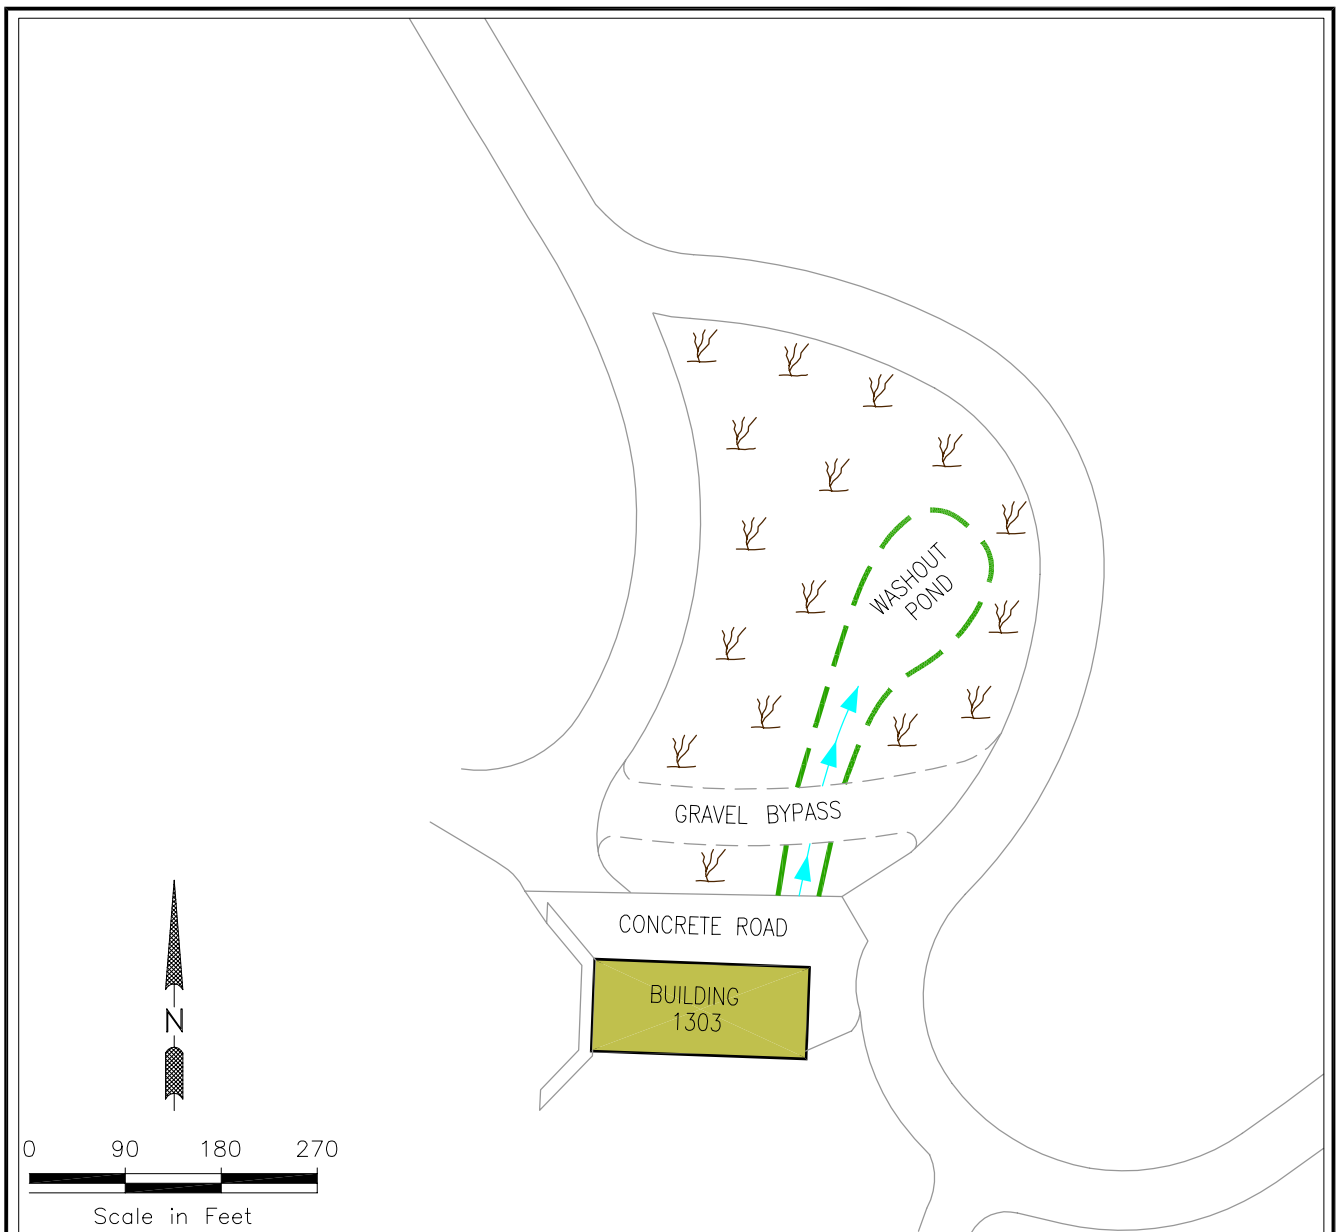 WASHOUT
POND
GRAVEL BYPASS
CONCRETE ROAD
BUILDING
1303
N
0 90 180 270
Scale in Feet